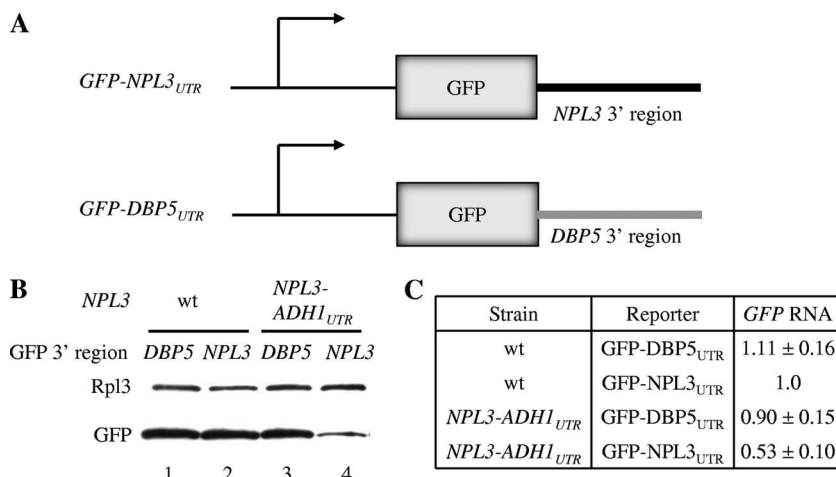 A
GFP-NPL3UTR
GFP
NPL3 3’ region
GFP-DBP5UTR
GFP
DBP5 3’ region
B
NPL3
wt
NPL3-
ADH1UTR
GFP 3’ region DBP5 NPL3 DBP5 NPL3
Rpl3
GFP
1 2 3 4
C
Strain Reporter GFP RNA
wt GFP-DBP5UTR 1.11 ± 0.16
wt GFP-NPL3UTR 1.0
NPL3-ADH1UTR GFP-DBP5UTR 0.90 ± 0.15
NPL3-ADH1UTR GFP-NPL3UTR 0.53 ± 0.10